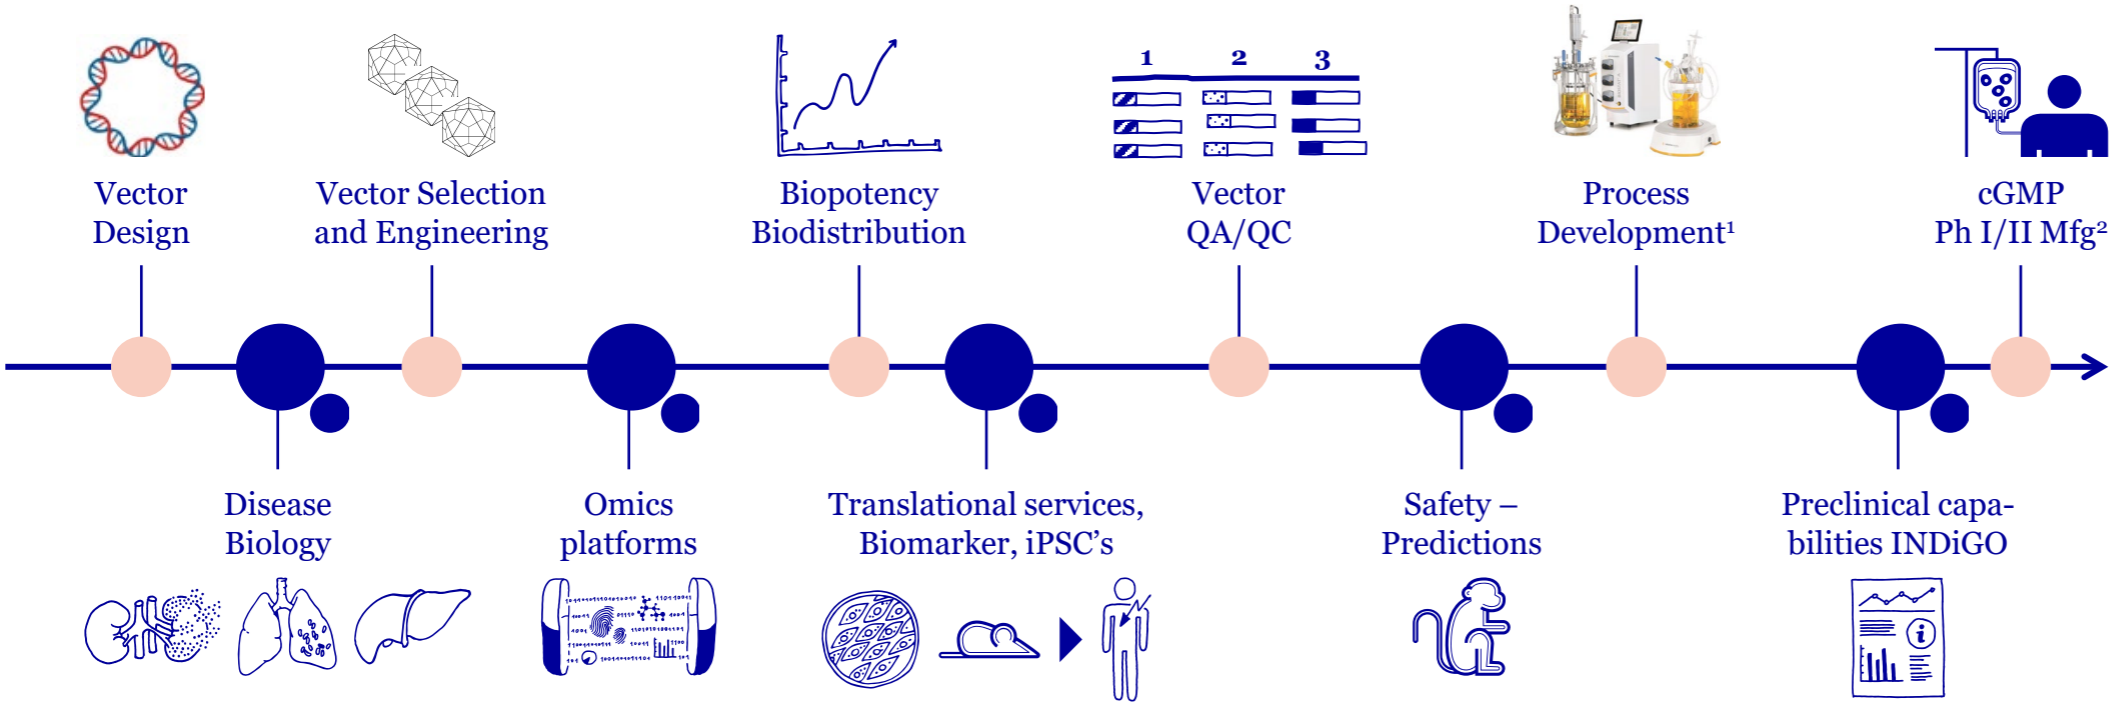 1 2 3
Vector
Design
Vector Selection
and Engineering
Biopotency
Biodistribution
Vector
QA/QC
Process
Development¹
cGMP
Ph I/II Mfg²
Disease
Biology
Omics
platforms
Translational services,
Biomarker, iPSC’s
Safety –
Predictions
Preclinical capa-
bilities INDiGO